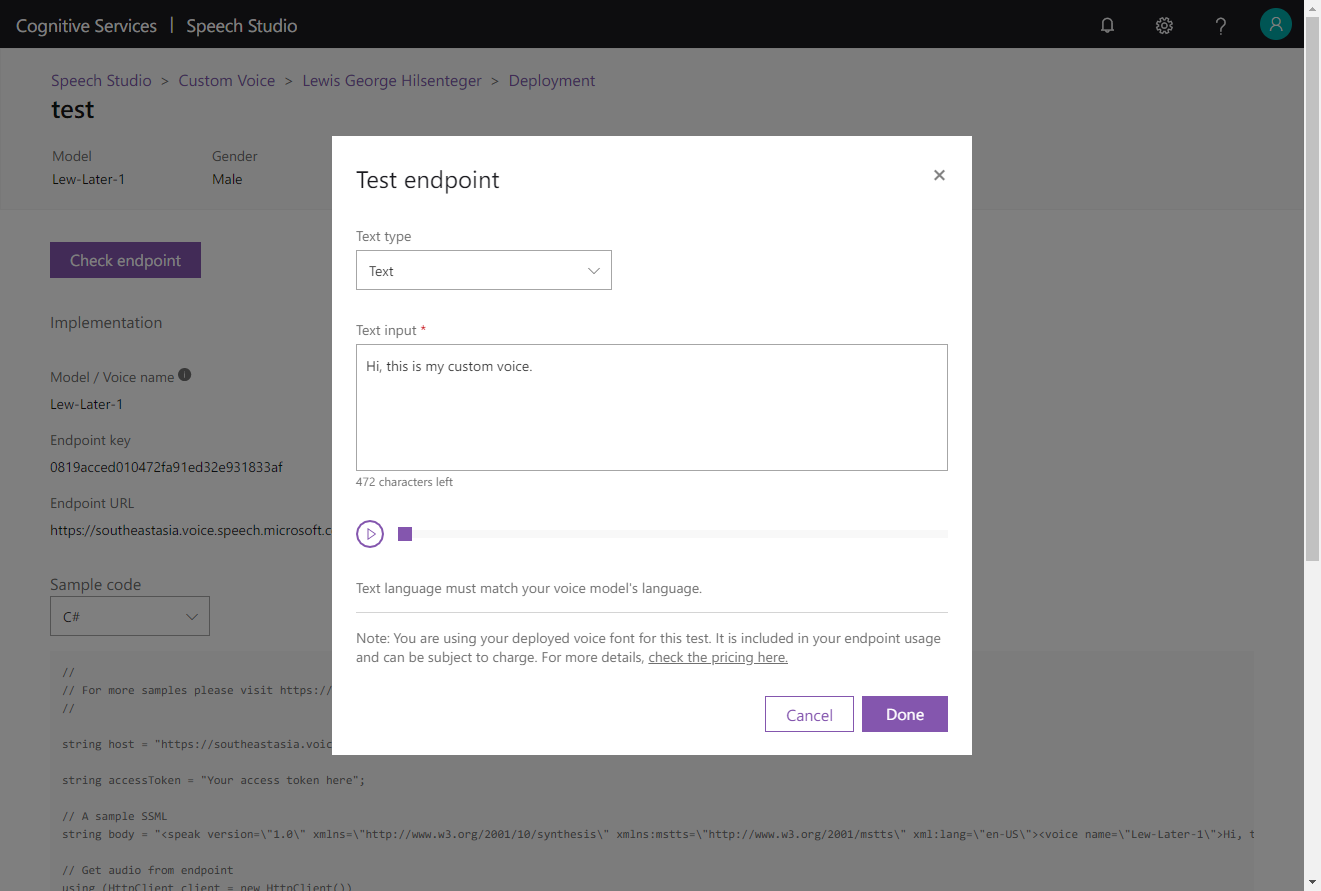 Cognitive Services | Speech Studio
Speech Studio > Custom Voice > Lewis George Hilsenteger > Deployment
test
Model
Gender
Lew-Later-1
Male
Check endpoint
Implementation
Model / Voice name
Lew-Later-1
Endpoint key
0819acced010472fa91ed32e931833af
Endpoint URL
https://southeastasia.voice.speech.microsoft.c
Sample code
C#
//
// For more samples please visit https://
//
string host = "https://southeastasia.voic
string accessToken = "Your access token here";
// A sample SSML
string body = "<speak version=\"1.0\" xmlns=\"http://www.w3.org/2001/10/synthesis\" xmlns:mstts=\"http://www.w3.org/2001/mstts\" xml:lang=\"en-US\"><voice name=\"Lew-Later-1\">Hi, t
// Get audio from endpoint
using (HttpClient client = new HttpClient())
Test endpoint
Text type
Text
Text input *
Hi, this is my custom voice.
472 characters left
Text language must match your voice model's language.
Note: You are using your deployed voice font for this test. It is included in your endpoint usage
and can be subject to charge. For more details, check the pricing here.
Cancel
Done